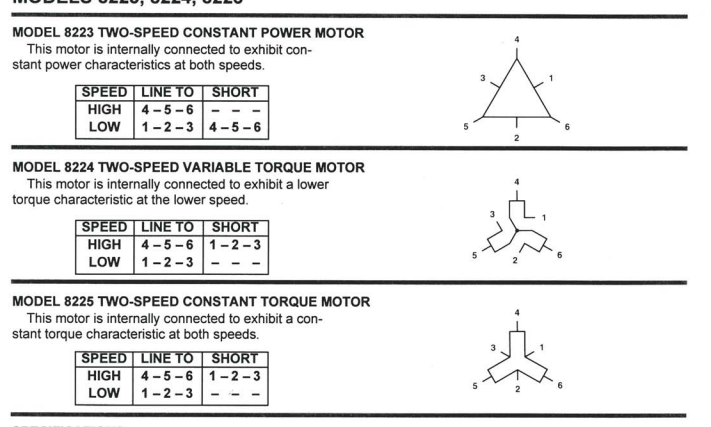 MODEL 8223 TWO-SPEED CONSTANT POWER MOTOR
This motor is internally connected to exhibit con-
stant power characteristics at both speeds.
SPEED LINE TO SHORT
HIGH 4 – 5 – 6 – – –
LOW 1 – 2 – 3 4 – 5 – 6
4
3 1
5 6
2
MODEL 8224 TWO-SPEED VARIABLE TORQUE MOTOR
This motor is internally connected to exhibit a lower
torque characteristic at the lower speed.
SPEED LINE TO SHORT
HIGH 4 – 5 – 6 1 – 2 – 3
LOW 1 – 2 – 3 – – –
4
3 1
5 2 6
MODEL 8225 TWO-SPEED CONSTANT TORQUE MOTOR
This motor is internally connected to exhibit a con-
stant torque characteristic at both speeds.
SPEED LINE TO SHORT
HIGH 4 – 5 – 6 1 – 2 – 3
LOW 1 – 2 – 3 – – –
4
3 1
5 2 6